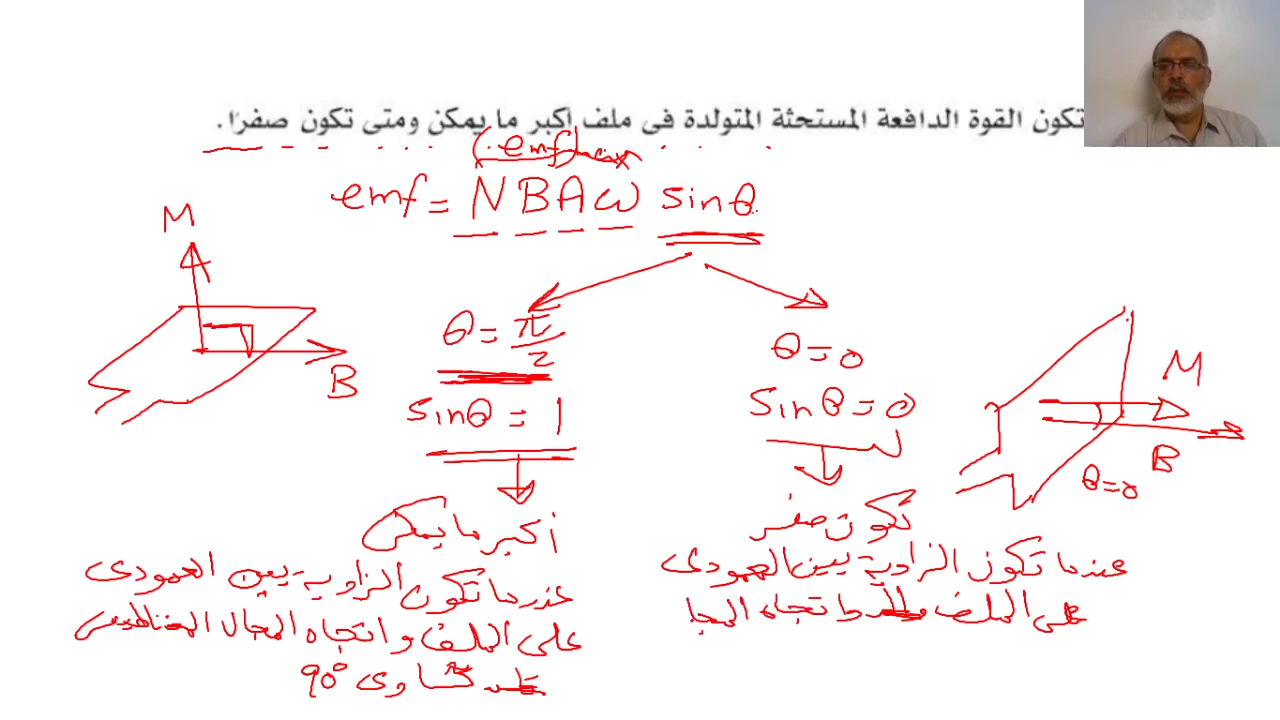 تكون القوة الدافعة المستحثة المتولدة فى ملف أكبر ما يمكن ومتى تكون صفرًا .
(emf)max
emf = NBAω sinθ
M
B
θ = π/2
sinθ = 1
أكبر ما يمكن
عندما تكون الزاوية بين العمودى
على الملف واتجاه المجال المغناطيسى
تساوى 90°
θ = 0
sinθ = 0
تكون صفر
عندما تكون الزاوية بين العمودى
على الملف واتجاه المجا
M
B
θ = 0